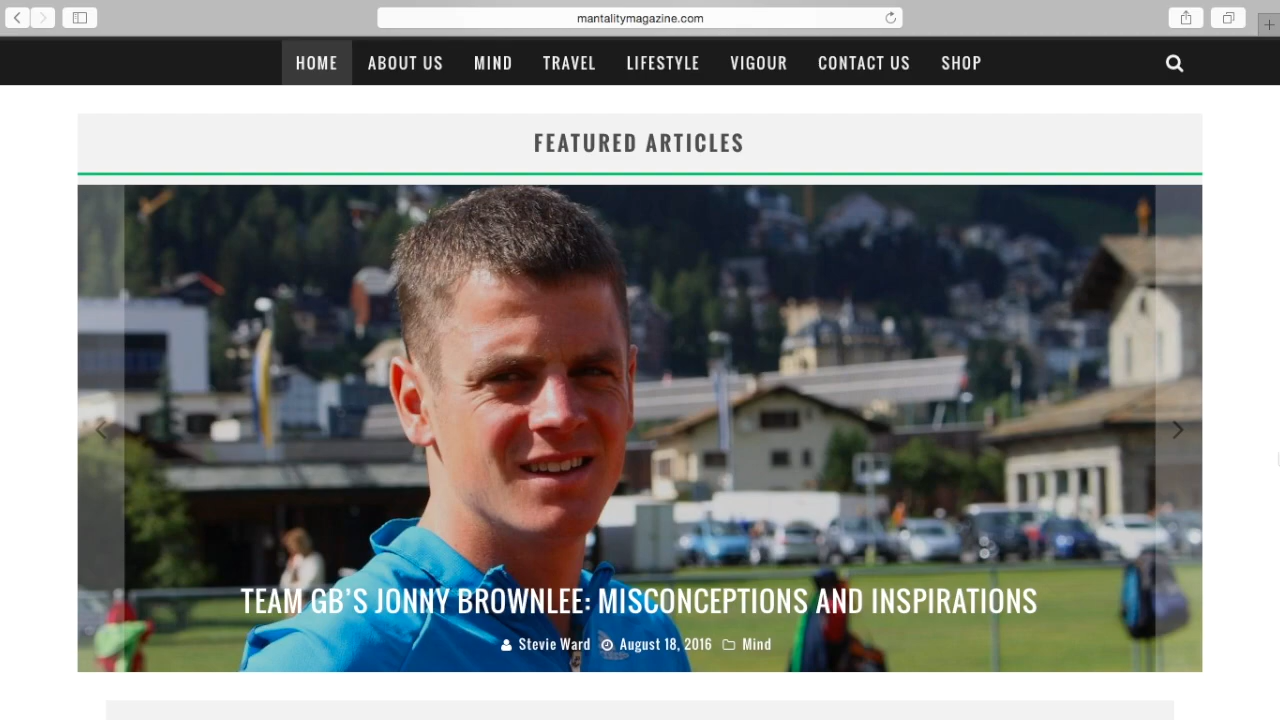 mantalitymagazine.com
HOME ABOUT US MIND TRAVEL LIFESTYLE VIGOUR CONTACT US SHOP
FEATURED ARTICLES
TEAM GB'S JONNY BROWNLEE: MISCONCEPTIONS AND INSPIRATIONS
Stevie Ward August 18, 2016 Mind